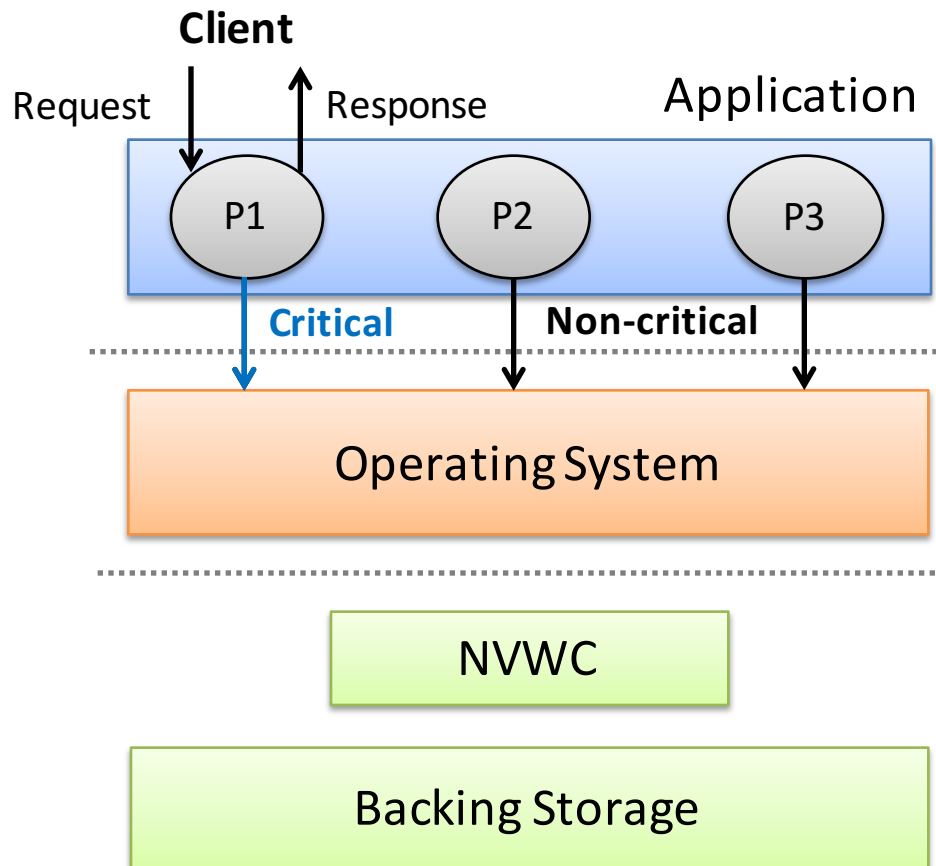 Client
Request
Response
Application
P1
P2
P3
Critical
Non-critical
Operating System
NVWC
Backing Storage